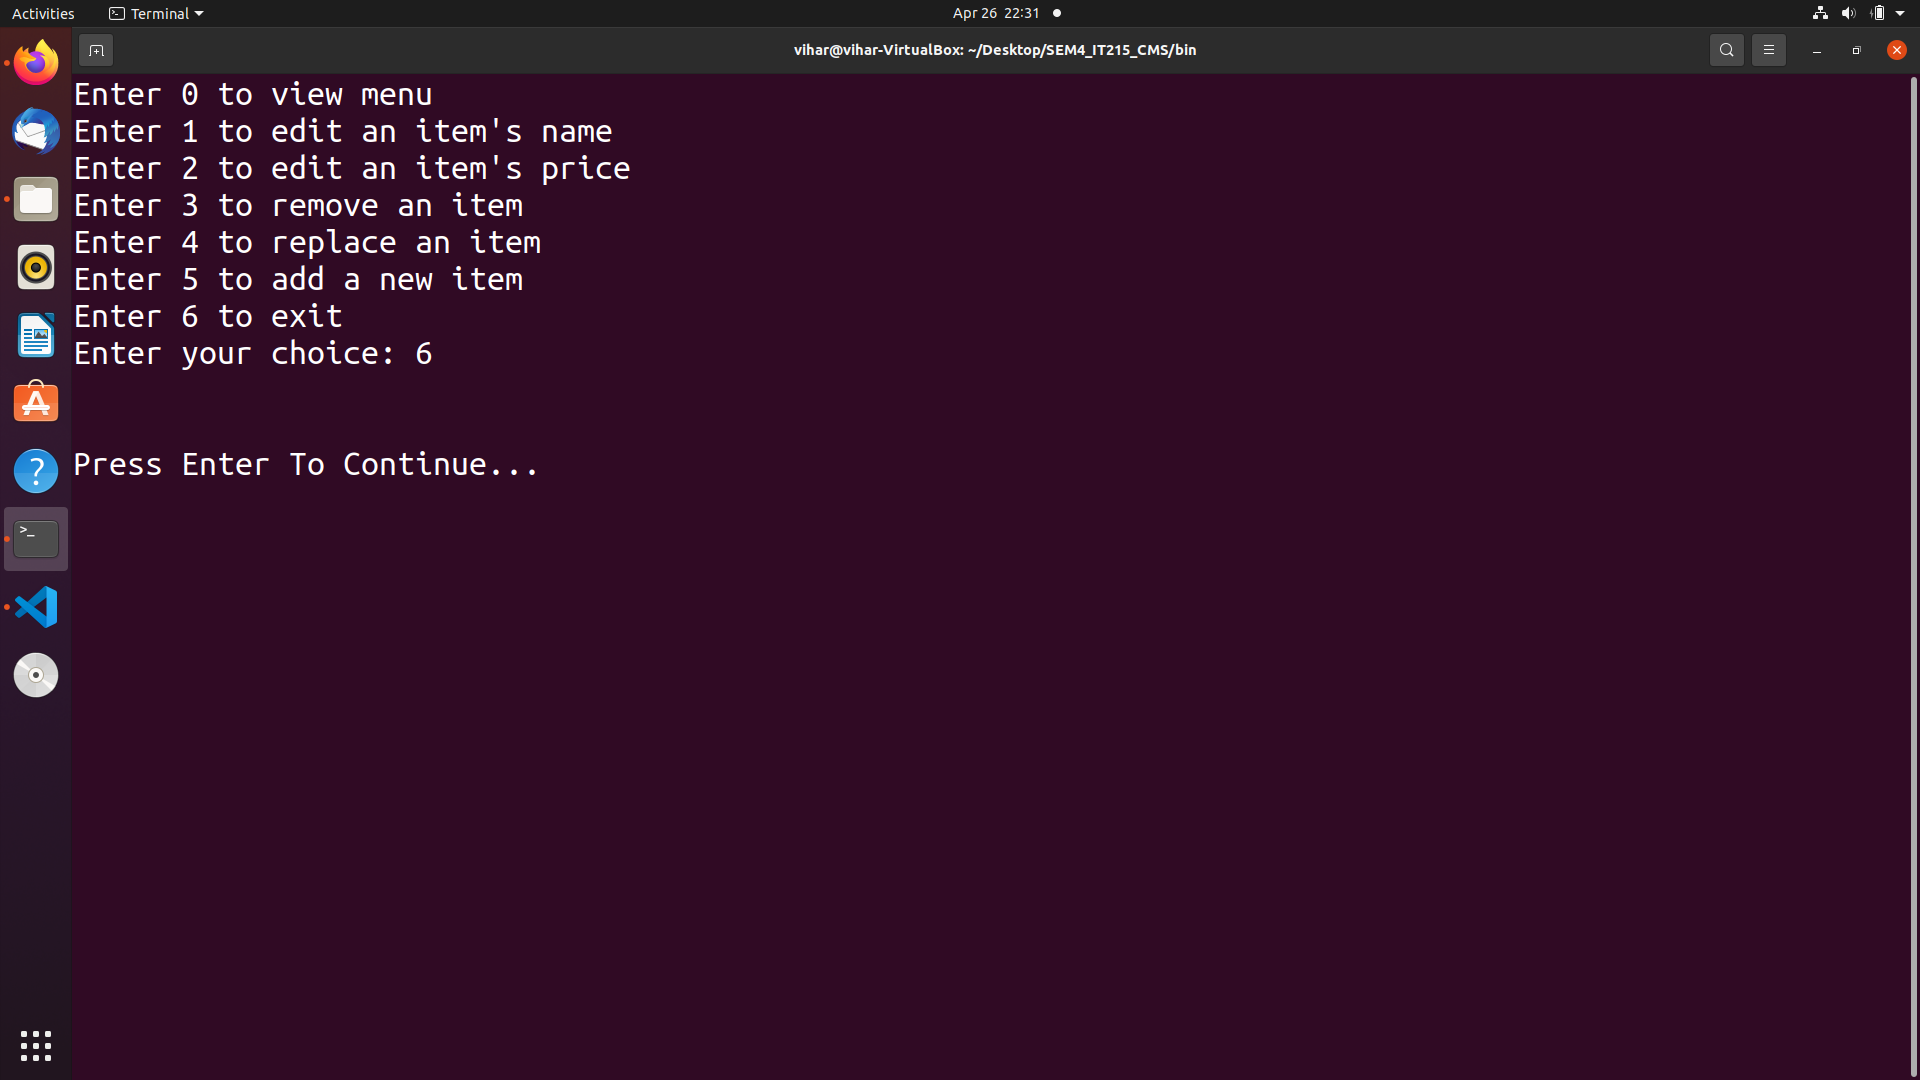 Activities
Terminal
Apr 26 22:31
vihar@vihar-VirtualBox: ~/Desktop/SEM4_IT215_CMS/bin
Enter 0 to view menu
Enter 1 to edit an item's name
Enter 2 to edit an item's price
Enter 3 to remove an item
Enter 4 to replace an item
Enter 5 to add a new item
Enter 6 to exit
Enter your choice: 6
Press Enter To Continue...